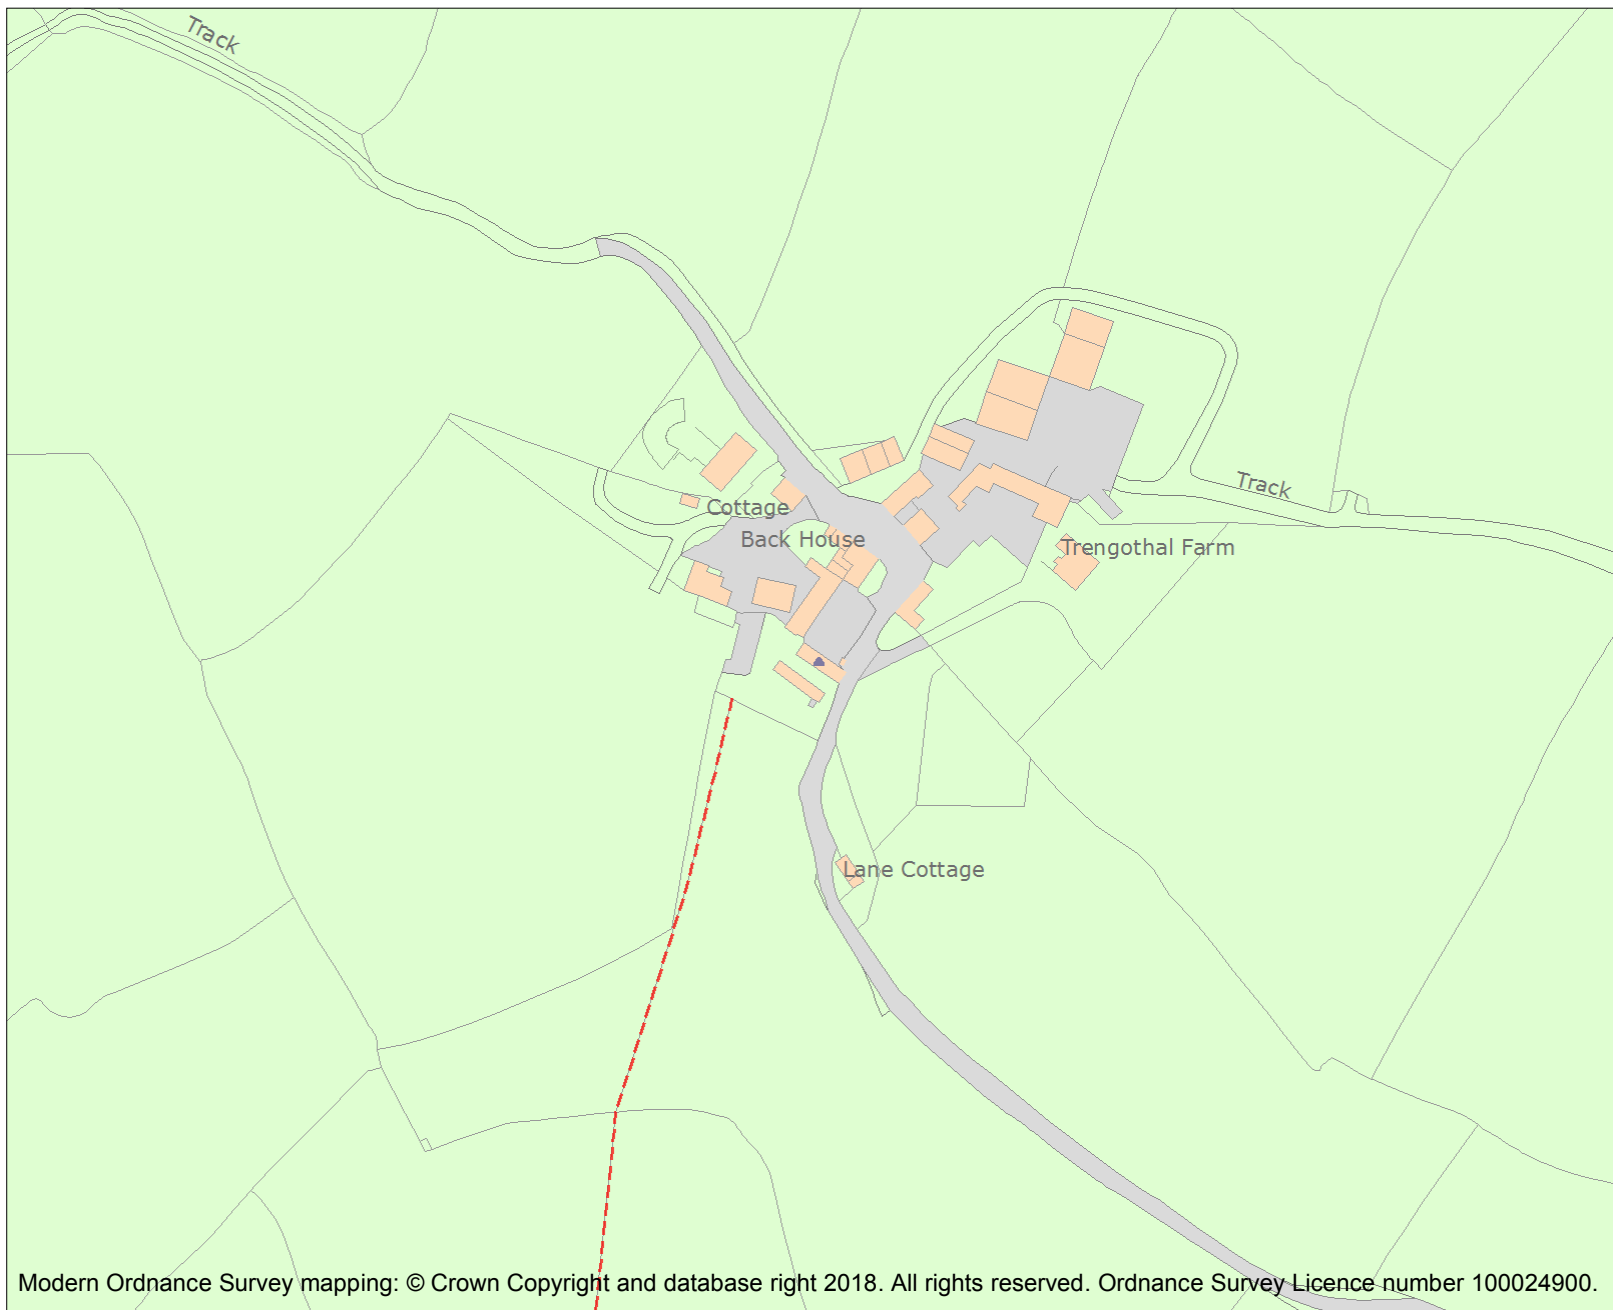 Track
Track
Cottage
Back House
Trengothal Farm
Lane Cottage
Modern Ordnance Survey mapping: © Crown Copyright and database right 2018. All rights reserved. Ordnance Survey Licence number 100024900.